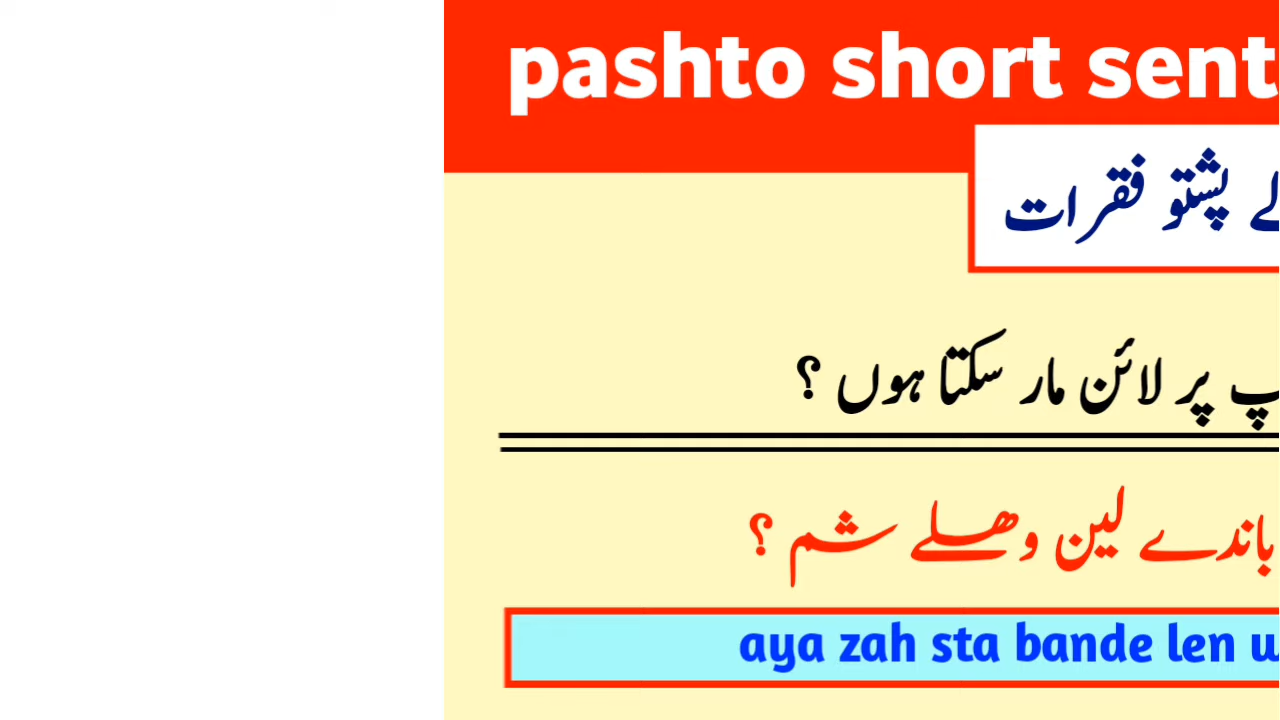 pashto short sent
لے پشتو فقرات
پ پر لائن مار سکتا ہوں ؟
باندے لین وھلے شم ؟
aya zah sta bande len w